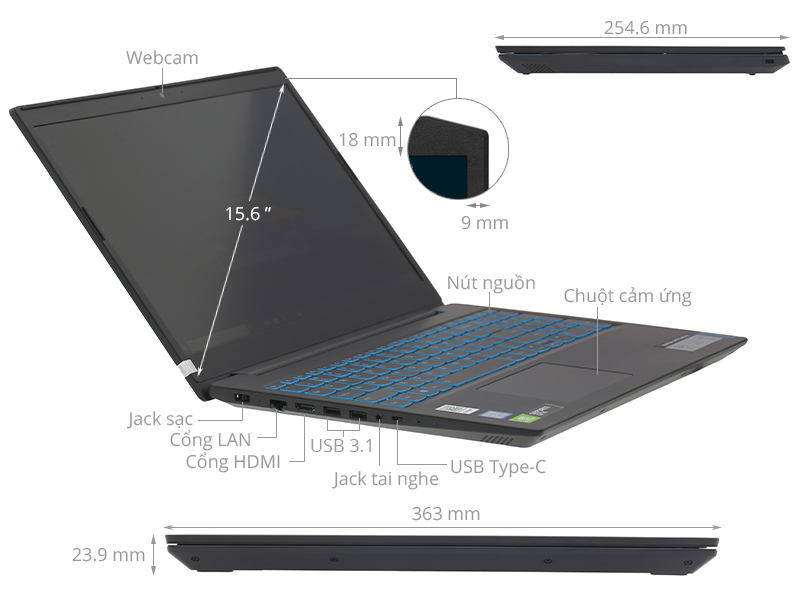 254.6 mm
Webcam
18 mm
15.6 ”
9 mm
Nút nguồn
Chuột cảm ứng
Jack sạc
Cổng LAN
USB 3.1
Cổng HDMI
USB Type-C
Jack tai nghe
363 mm
23.9 mm